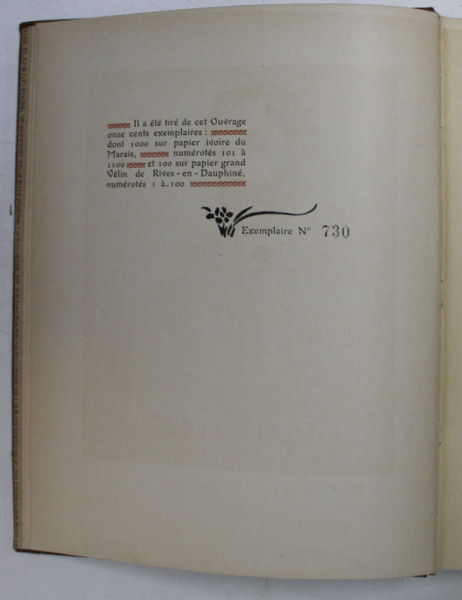 Il a été tiré de cet Ouvrage
onze cents exemplaires :
dont 1000 sur papier ivoire du
Marais, numérotés 101 à
1100 et 100 sur papier grand
Vélin de Rives-en-Dauphiné,
numérotés 1 à.100
Exemplaire N° 730